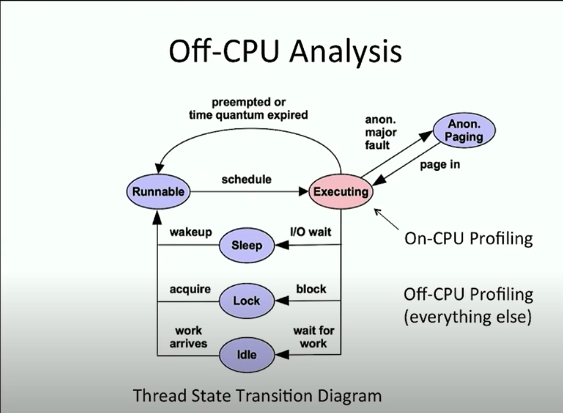 Off-CPU Analysis
preempted or
time quantum expired
anon.
major
fault
Anon.
Paging
page in
Runnable
schedule
Executing
wakeup
Sleep
I/O wait
On-CPU Profiling
acquire
Lock
block
Off-CPU Profiling
(everything else)
work
arrives
Idle
wait for
work
Thread State Transition Diagram